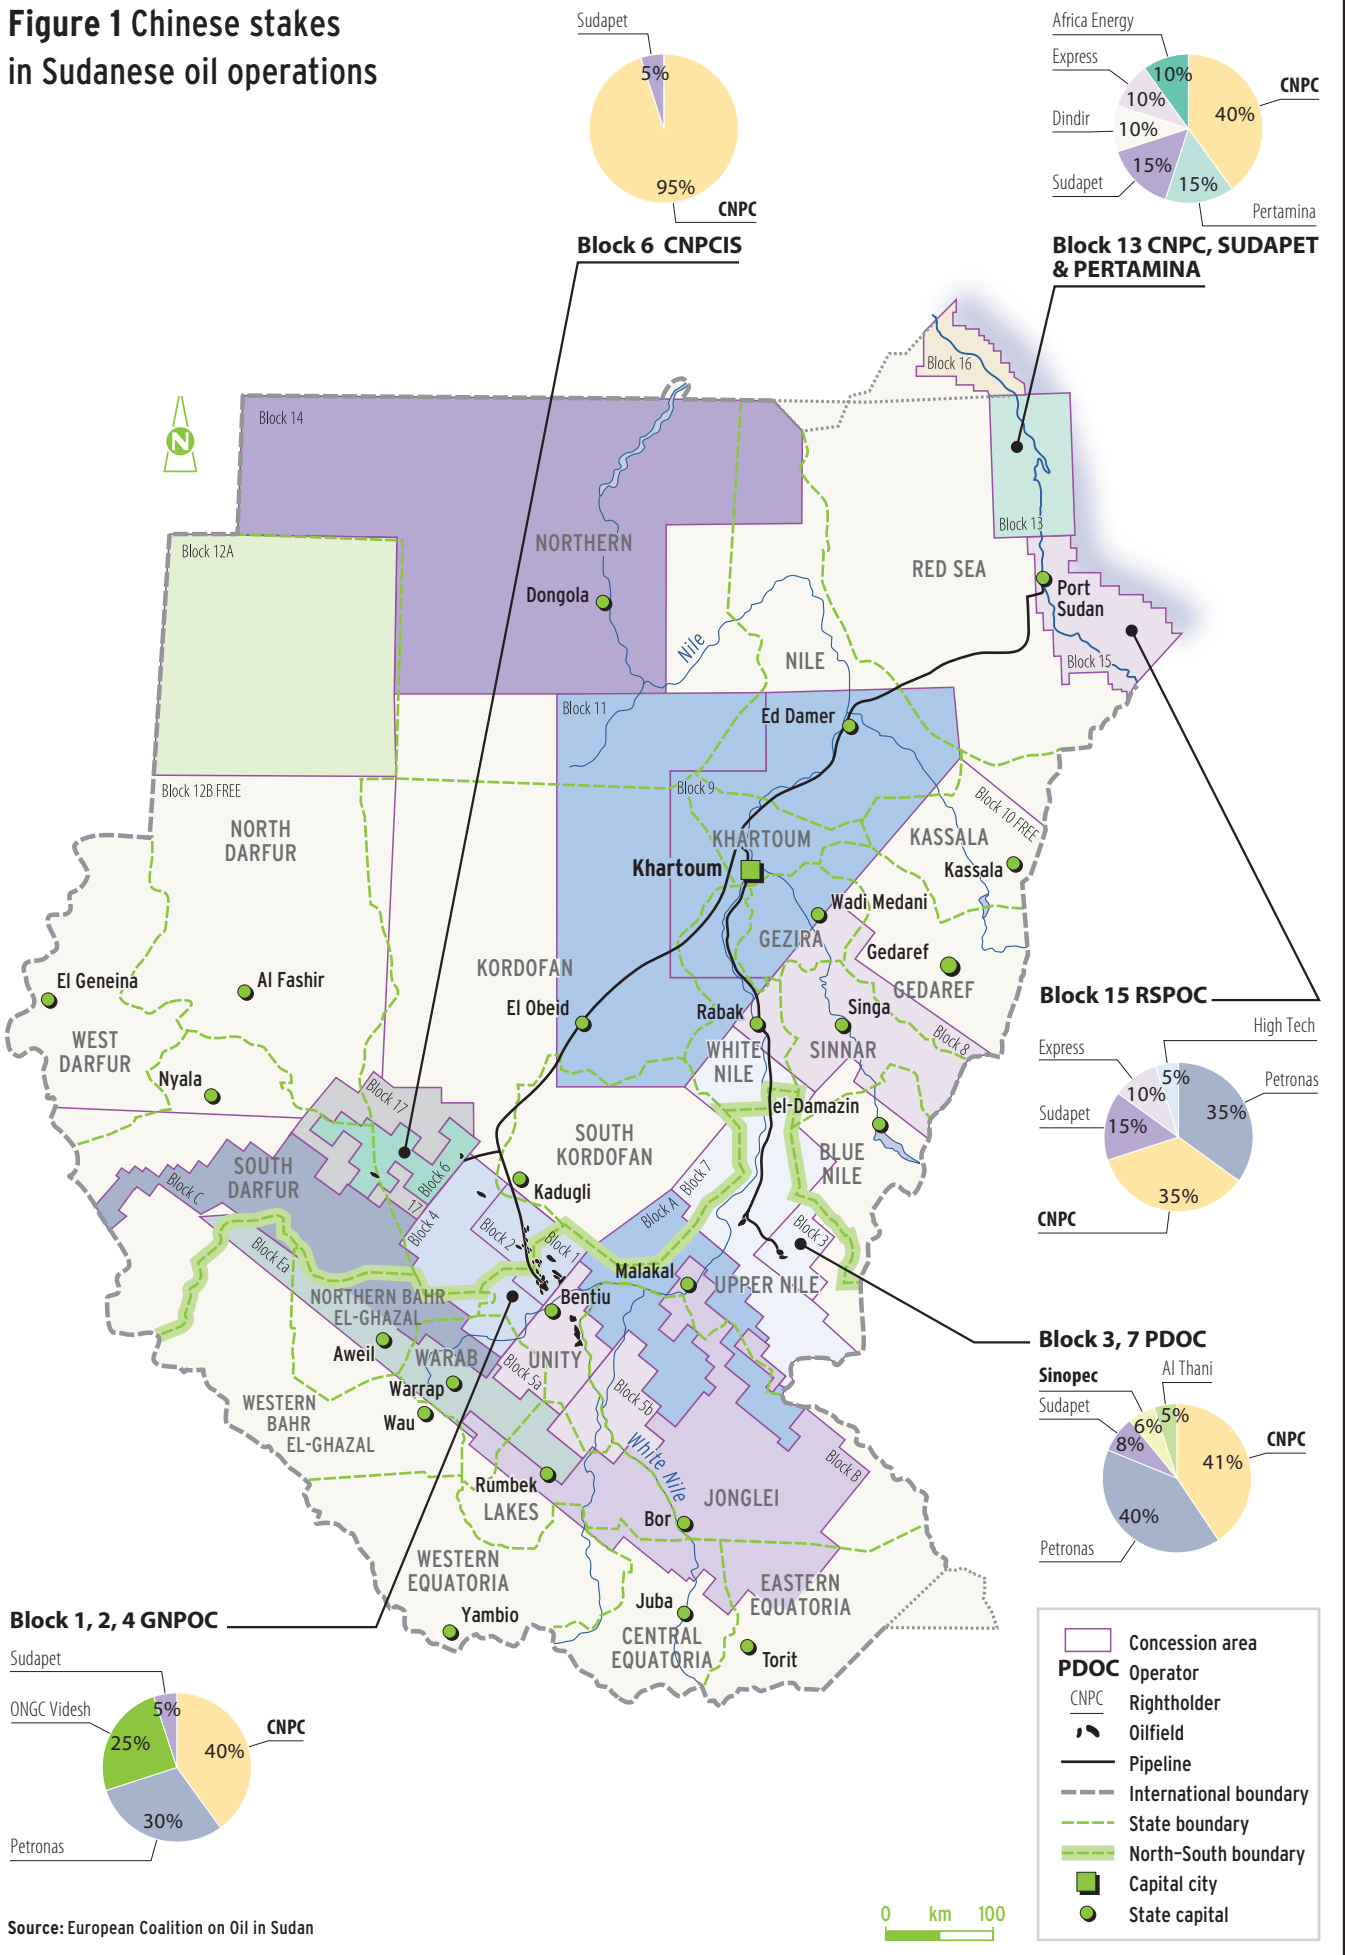 Figure 1 Chinese stakes
in Sudanese oil operations
Sudapet
5%
95%
CNPC
Block 6 CNPCIS
Africa Energy
Express
Dindir
Sudapet
10%
10%
10%
15%
15%
40%
CNPC
Pertamina
Block 13 CNPC, SUDAPET
& PERTAMINA
Block 16
Block 14
N
Block 13
Block 12A
NORTHERN
RED SEA
Dongola
Port
Sudan
Nile
NILE
Block 15
Block 11
Ed Damer
Block 12B FREE
Block 9
Block 10 FREE
NORTH
DARFUR
KHARTOUM
KASSALA
Khartoum
Kassala
Wadi Medani
GEZIRA
Gedaref
GEDAREF
KORDOFAN
El Geneina
Al Fashir
El Obeid
Rabak
Singa
Block 15 RSPOC
WEST
DARFUR
WHITE
NILE
SINNAR
Block 8
High Tech
Express
Petronas
Sudapet
5%
10%
15%
35%
35%
CNPC
Nyala
Block 17
el-Damazin
SOUTH
KORDOFAN
BLUE
NILE
SOUTH
DARFUR
Block C
Block 6
17
Block 7
Kadugli
Block 4
Block 2
Block 1
Block A
Block 3
Block Ea
Malakal
UPPER NILE
NORTHERN BAHR
EL-GHAZAL
Bentiu
Aweil
WARAB
UNITY
Block 5a
Block 5b
Warrap
Wau
WESTERN
BAHR
EL-GHAZAL
White Nile
Block B
Rumbek
LAKES
JONGLEI
Bor
Block 3, 7 PDOC
Sinopec
Al Thani
Sudapet
5%
6%
8%
41%
CNPC
40%
Petronas
WESTERN
EQUATORIA
EASTERN
EQUATORIA
Juba
Yambio
CENTRAL
EQUATORIA
Torit
Block 1, 2, 4 GNPOC
Sudapet
ONGC Videsh
5%
25%
40%
CNPC
30%
Petronas
Concession area
PDOC Operator
CNPC Rightholder
Oilfield
Pipeline
International boundary
State boundary
North–South boundary
Capital city
State capital
0 km 100
Source: European Coalition on Oil in Sudan